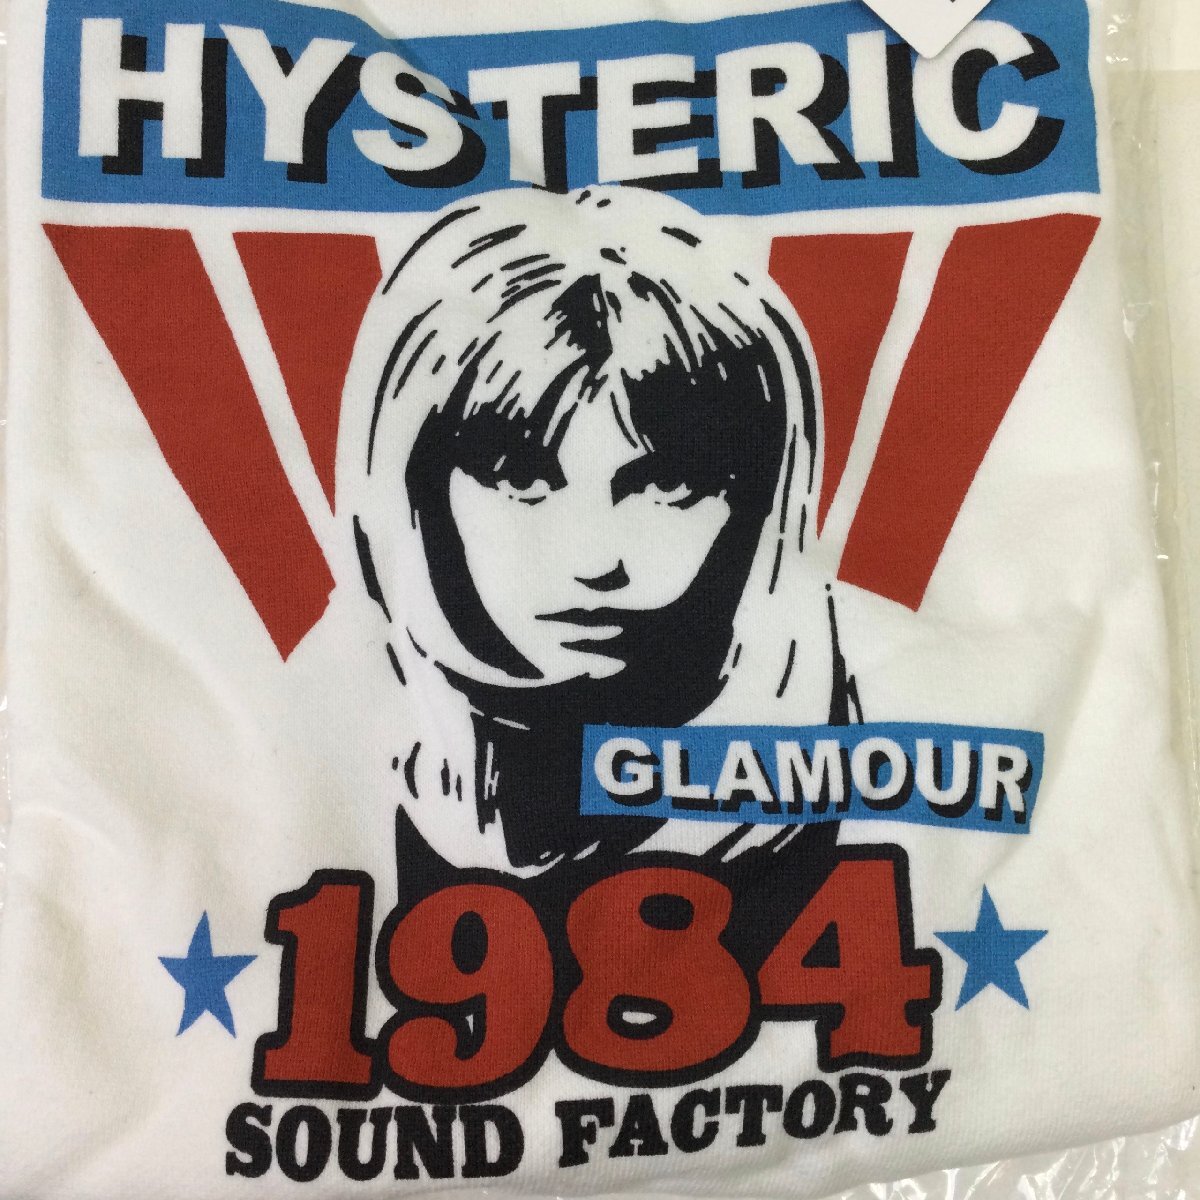 HYSTERIC
GLAMOUR
1984
SOUND FACTORY